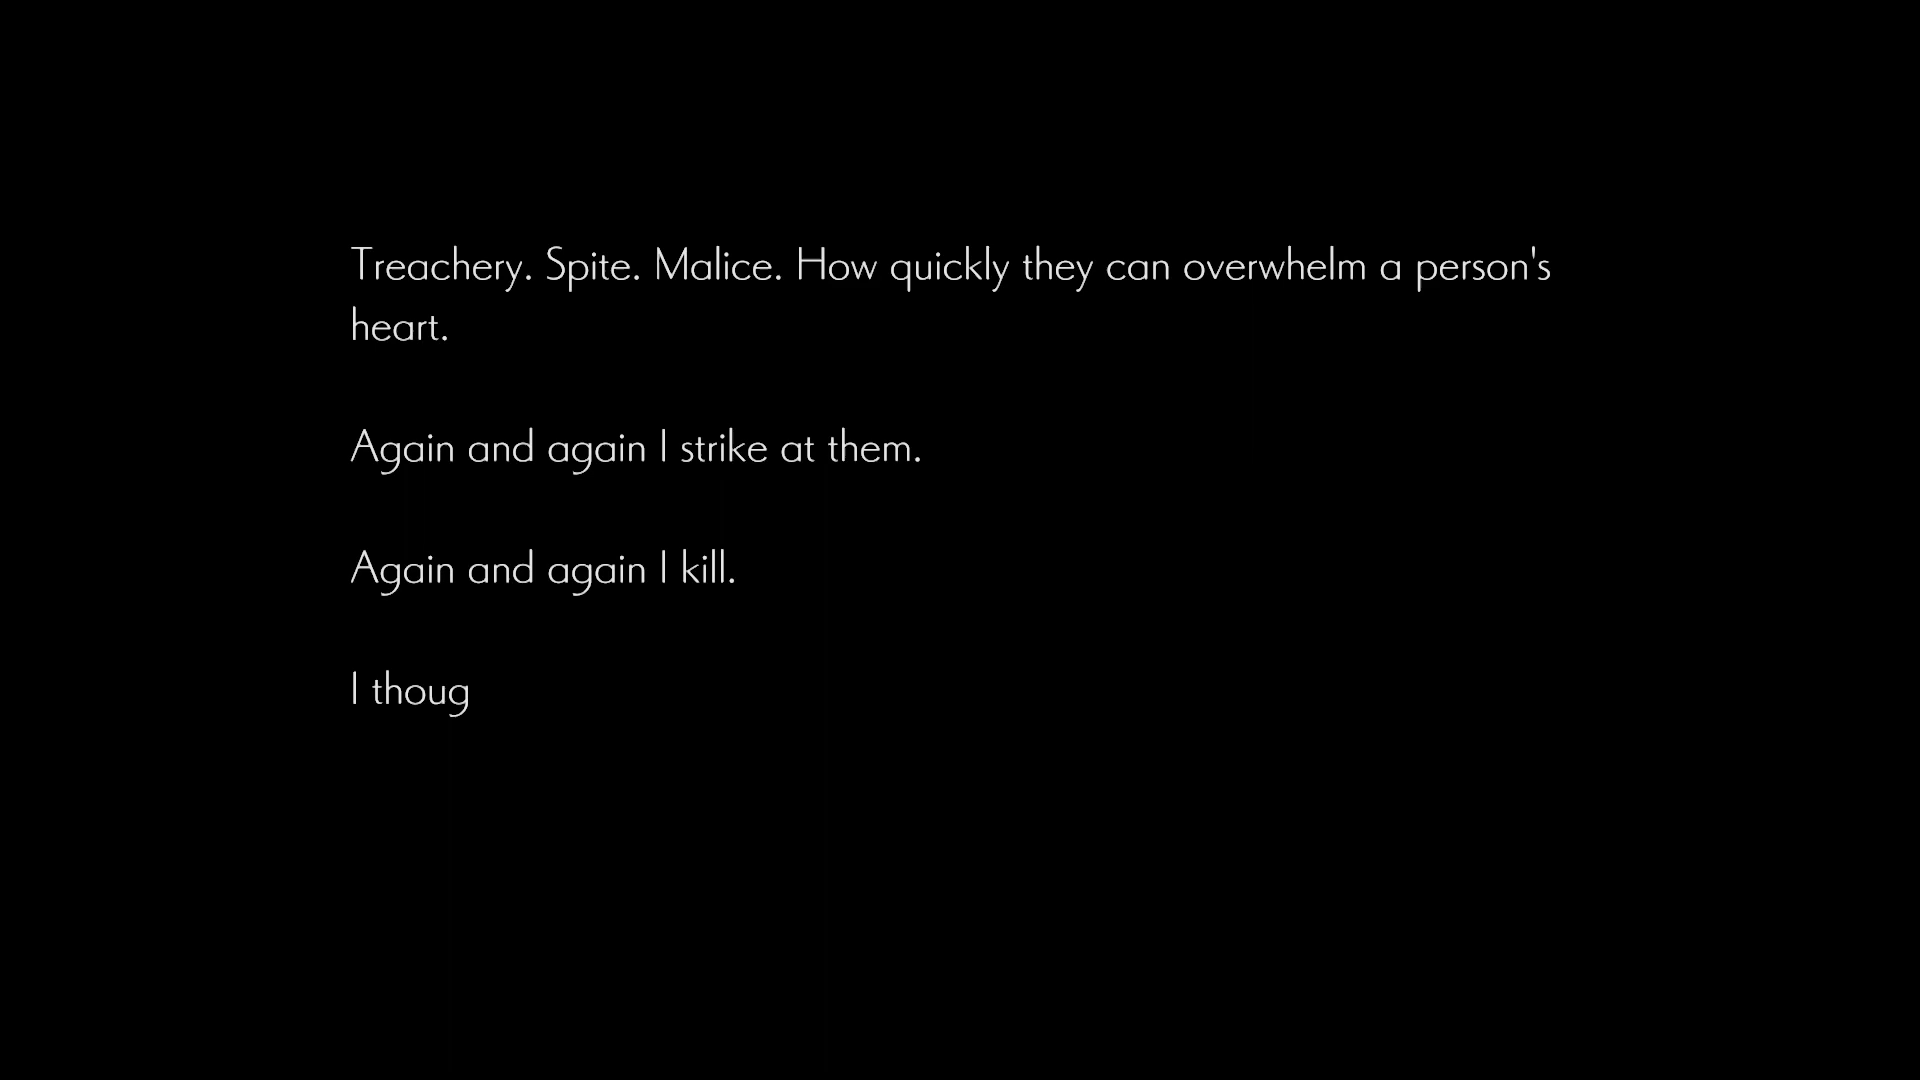 Treachery. Spite. Malice. How quickly they can overwhelm a person's
heart.
Again and again I strike at them.
Again and again I kill.
I thoug